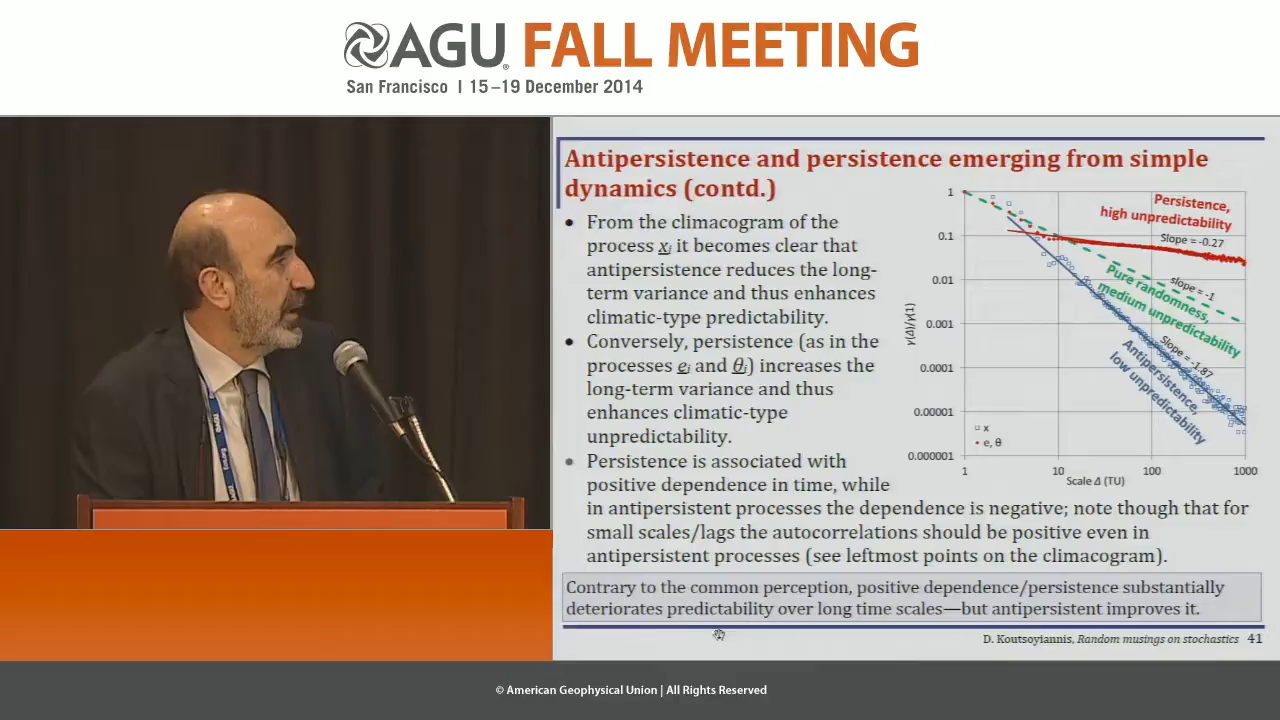 AGU FALL MEETING
San Francisco | 15–19 December 2014
Antipersistence and persistence emerging from simple
dynamics (contd.)
• From the climacogram of the
process xᵢ it becomes clear that
antipersistence reduces the long-
term variance and thus enhances
climatic-type predictability.
• Conversely, persistence (as in the
processes eᵢ and θᵢ) increases the
long-term variance and thus
enhances climatic-type
unpredictability.
• Persistence is associated with
positive dependence in time, while
in antipersistent processes the dependence is negative; note though that for
small scales/lags the autocorrelations should be positive even in
antipersistent processes (see leftmost points on the climacogram).
γ(Δ)/γ(1)
1
0.1
0.01
0.001
0.0001
0.00001
0.000001
Persistence,
high unpredictability
Slope = -0.27
slope = -1
Pure randomness,
medium unpredictability
Slope = -1.87
Antipersistence,
low unpredictability
x
e, θ
1 10 100 1000
Scale Δ (TU)
Contrary to the common perception, positive dependence/persistence substantially
deteriorates predictability over long time scales—but antipersistent improves it.
D. Koutsoyiannis, Random musings on stochastics 41
© American Geophysical Union | All Rights Reserved